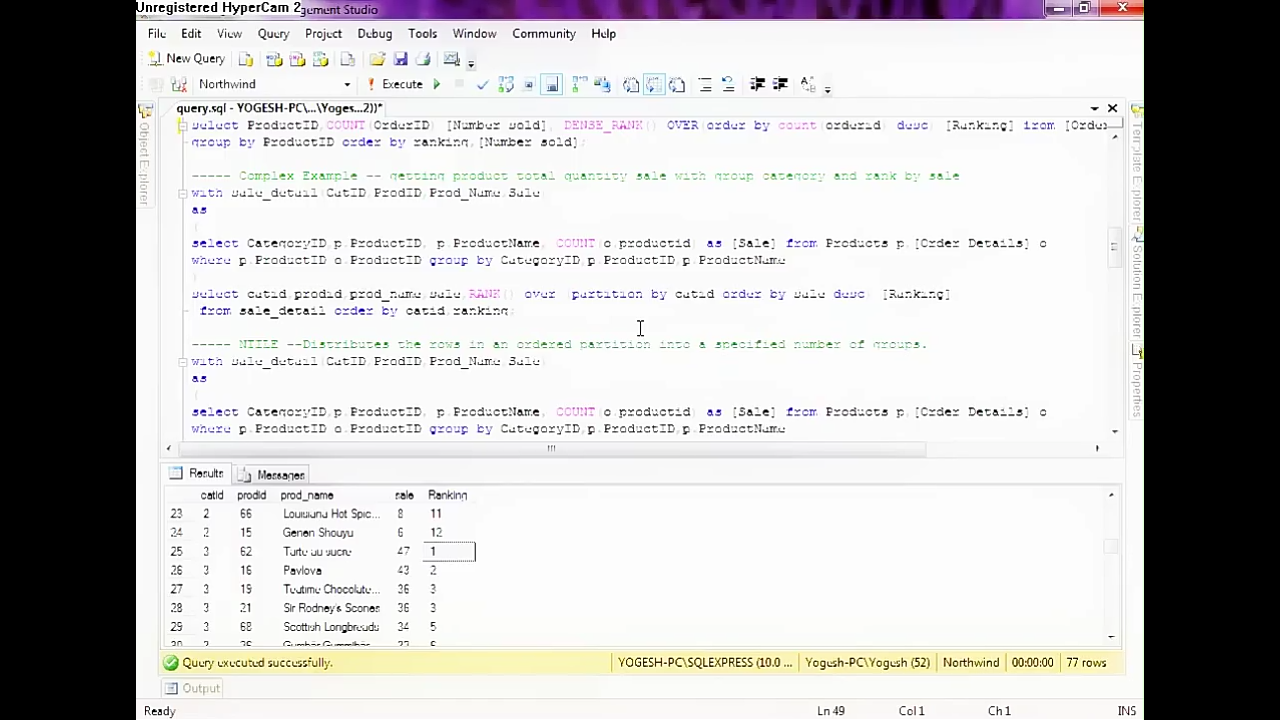 Unregistered HyperCam 2
gement Studio
File Edit View Query Project Debug Tools Window Community Help
New Query
Northwind Execute
query.sql - YOGESH-PC\...\Yoges...2))*
select ProductID,COUNT(OrderID) [Number sold], DENSE_RANK() OVER(order by count(orderid) desc) [Ranking] from [Orde
group by ProductID order by ranking,[Number sold]
----- Complex Example -- getting product total quantity sale with group category and rank by sale
with sale_detail(CatID ProdID Prod_Name Sale
as
(
select CategoryID,p.ProductID, p.ProductName, COUNT(o.productid) as [Sale] from Products p,[Order Details] o
where p.ProductID o.ProductID group by CategoryID,p.ProductID,p.ProductName
)
select catid,prodid,prod_name,sale,RANK() over (partition by catid order by sale desc) [Ranking]
from sale_detail order by catid,ranking;
----- NTILE --Distributes the rows in an ordered partition into a specified number of groups.
with sale_detail(CatID ProdID Prod_Name Sale
as
(
select CategoryID,p.ProductID, p.ProductName, COUNT(o.productid) as [Sale] from Products p,[Order Details] o
where p.ProductID o.ProductID group by CategoryID,p.ProductID,p.ProductName
Object Explorer
Template Explorer
Solution Explorer
Properties
Results Messages
catid prodid prod_name sale Ranking
23 2 66 Louisiana Hot Spic... 8 11
24 2 15 Genen Shouyu 6 12
25 3 62 Tarte au sucre 47 1
26 3 16 Pavlova 43 2
27 3 19 Teatime Chocolate... 36 3
28 3 21 Sir Rodney's Scones 36 3
29 3 68 Scottish Longbreads 34 5
Query executed successfully. YOGESH-PC\SQLEXPRESS (10.0 ... Yogesh-PC\Yogesh (52) Northwind 00:00:00 77 rows
Output
Ready Ln 49 Col 1 Ch 1 INS